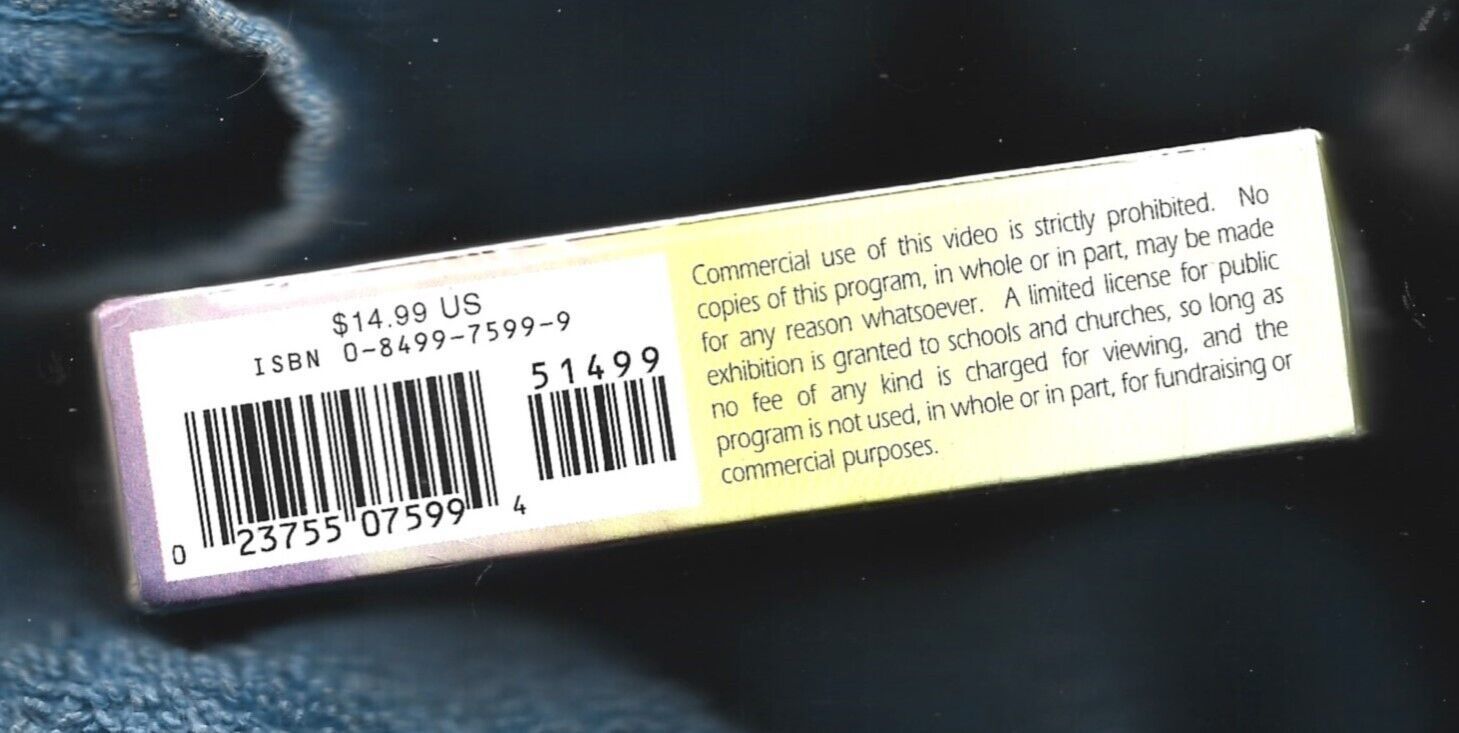 $14.99 US
ISBN 0-8499-7599-9
51499
0 23755 07599 4
Commercial use of this video is strictly prohibited. No
copies of this program, in whole or in part, may be made
for any reason whatsoever. A limited license for public
exhibition is granted to schools and churches, so long as
no fee of any kind is charged for viewing, and the
program is not used, in whole or in part, for fundraising or
commercial purposes.